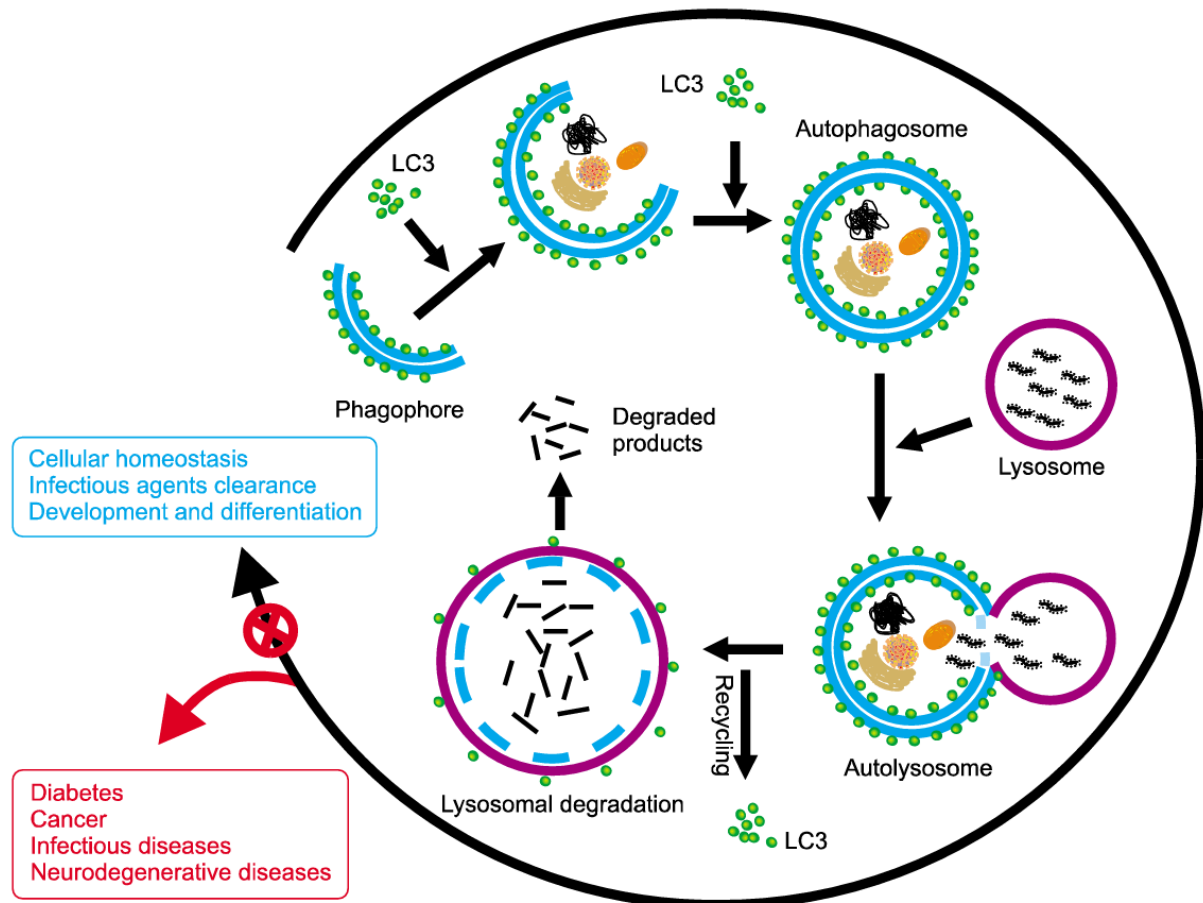 LC3
LC3
Autophagosome
Phagophore
Lysosome
Degraded
products
Cellular homeostasis
Infectious agents clearance
Development and differentiation
Autolysosome
Recycling
Lysosomal degradation
LC3
Diabetes
Cancer
Infectious diseases
Neurodegenerative diseases